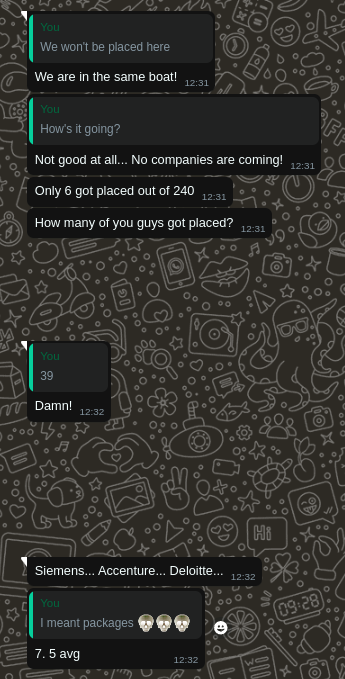 You
We won't be placed here
We are in the same boat! 12:31
You
How's it going?
Not good at all... No companies are coming! 12:31
Only 6 got placed out of 240 12:31
How many of you guys got placed? 12:31
You
39
Damn! 12:32
Hi
Siemens... Accenture... Deloitte... 12:32
You
I meant packages 💀💀💀
7. 5 avg 12:32